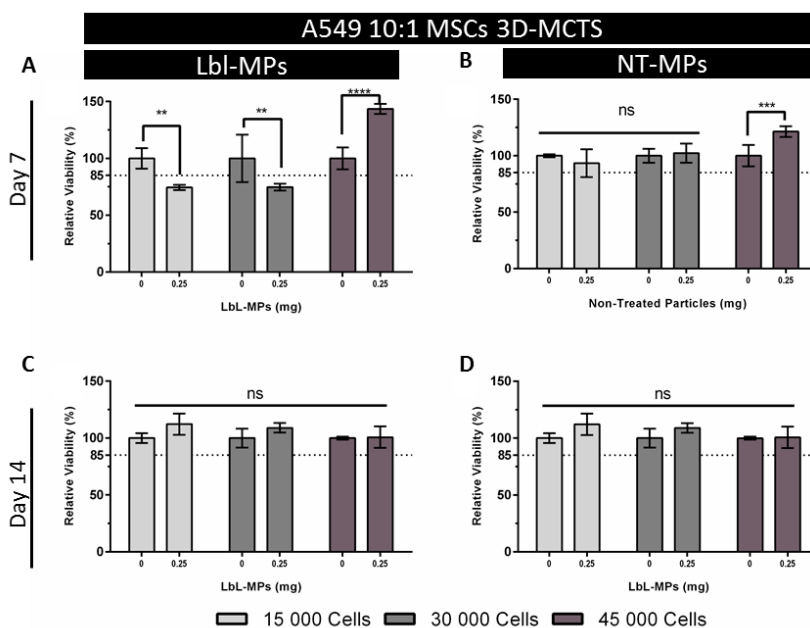 A549 10:1 MSCs 3D-MCTS
A
Lbl-MPs
B
NT-MPs
Day 7
Relative Viability (%)
150
100
85
50
0
**
**
****
0
0.25
0
0.25
0
0.25
LbL-MPs (mg)
Relative Viability (%)
150
100
85
50
0
ns
***
0
0.25
0
0.25
0
0.25
Non-Treated Particles (mg)
C
D
Day 14
Relative Viability (%)
150
100
85
50
0
ns
0
0.25
0
0.25
0
0.25
LbL-MPs (mg)
Relative Viability (%)
150
100
85
50
0
ns
0
0.25
0
0.25
0
0.25
LbL-MPs (mg)
15 000 Cells
30 000 Cells
45 000 Cells